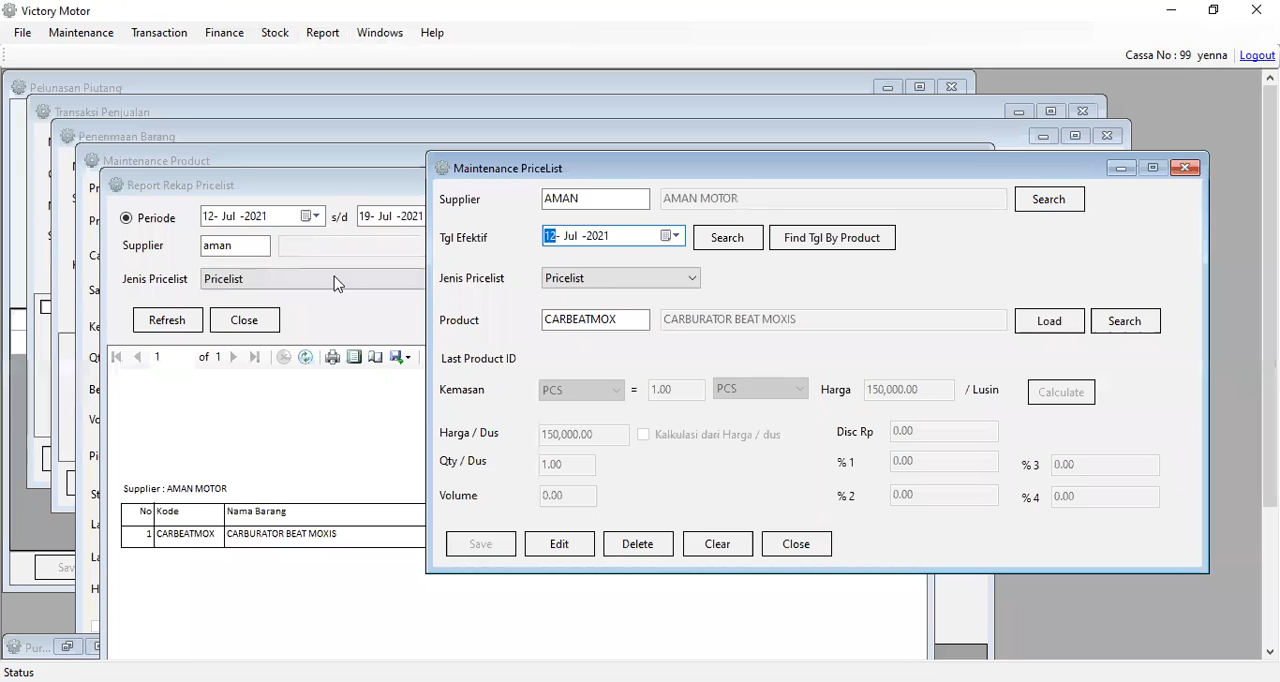 Victory Motor
File Maintenance Transaction Finance Stock Report Windows Help
Cassa No : 99 yenna Logout
Pelunasan Piutang
Transaksi Penjualan
Penerimaan Barang
Maintenance Product
Report Rekap Pricelist
Periode 12- Jul -2021 s/d 19- Jul -2021
Supplier aman
Jenis Pricelist Pricelist
Refresh Close
1 of 1
Supplier : AMAN MOTOR
No Kode Nama Barang
1 CARBEATMOX CARBURATOR BEAT MOXIS
Maintenance PriceList
Supplier AMAN AMAN MOTOR Search
Tgl Efektif 12- Jul -2021 Search Find Tgl By Product
Jenis Pricelist Pricelist
Product CARBEATMOX CARBURATOR BEAT MOXIS Load Search
Last Product ID
Kemasan PCS = 1.00 PCS Harga 150,000.00 / Lusin Calculate
Harga / Dus 150,000.00 Kalkulasi dari Harga / dus Disc Rp 0.00
Qty / Dus 1.00 % 1 0.00 % 3 0.00
Volume 0.00 % 2 0.00 % 4 0.00
Save Edit Delete Clear Close
Pur...
Status